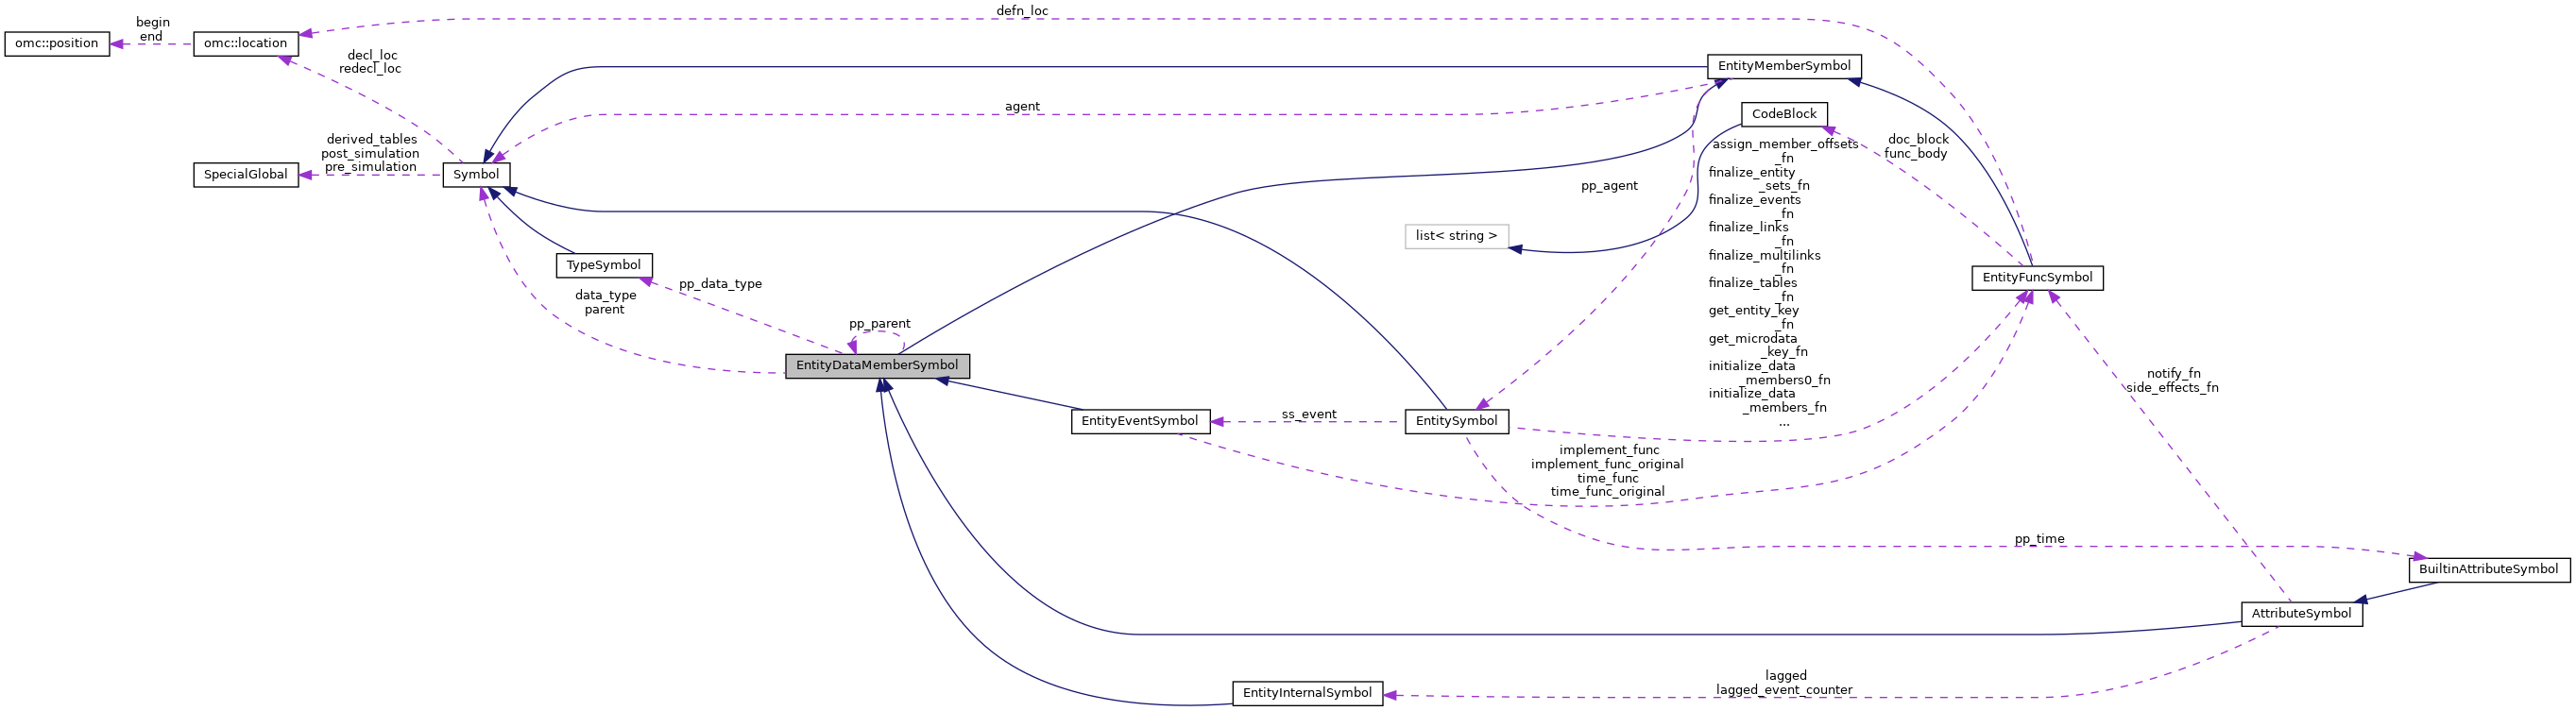 defn_loc
begin
end
omc::position
omc::location
decl_loc
redecl_loc
EntityMemberSymbol
agent
CodeBlock
derived_tables
post_simulation
pre_simulation
SpecialGlobal
Symbol
doc_block
func_body
pp_agent
list< string >
assign_member_offsets
_fn
finalize_entity
_sets_fn
finalize_events
_fn
finalize_links
_fn
finalize_multilinks
_fn
finalize_tables
_fn
get_entity_key
_fn
get_microdata
_key_fn
initialize_data
_members0_fn
initialize_data
_members_fn
...
TypeSymbol
EntityFuncSymbol
pp_data_type
data_type
parent
pp_parent
EntityDataMemberSymbol
notify_fn
side_effects_fn
EntityEventSymbol
ss_event
EntitySymbol
implement_func
implement_func_original
time_func
time_func_original
pp_time
BuiltinAttributeSymbol
AttributeSymbol
lagged
lagged_event_counter
EntityInternalSymbol